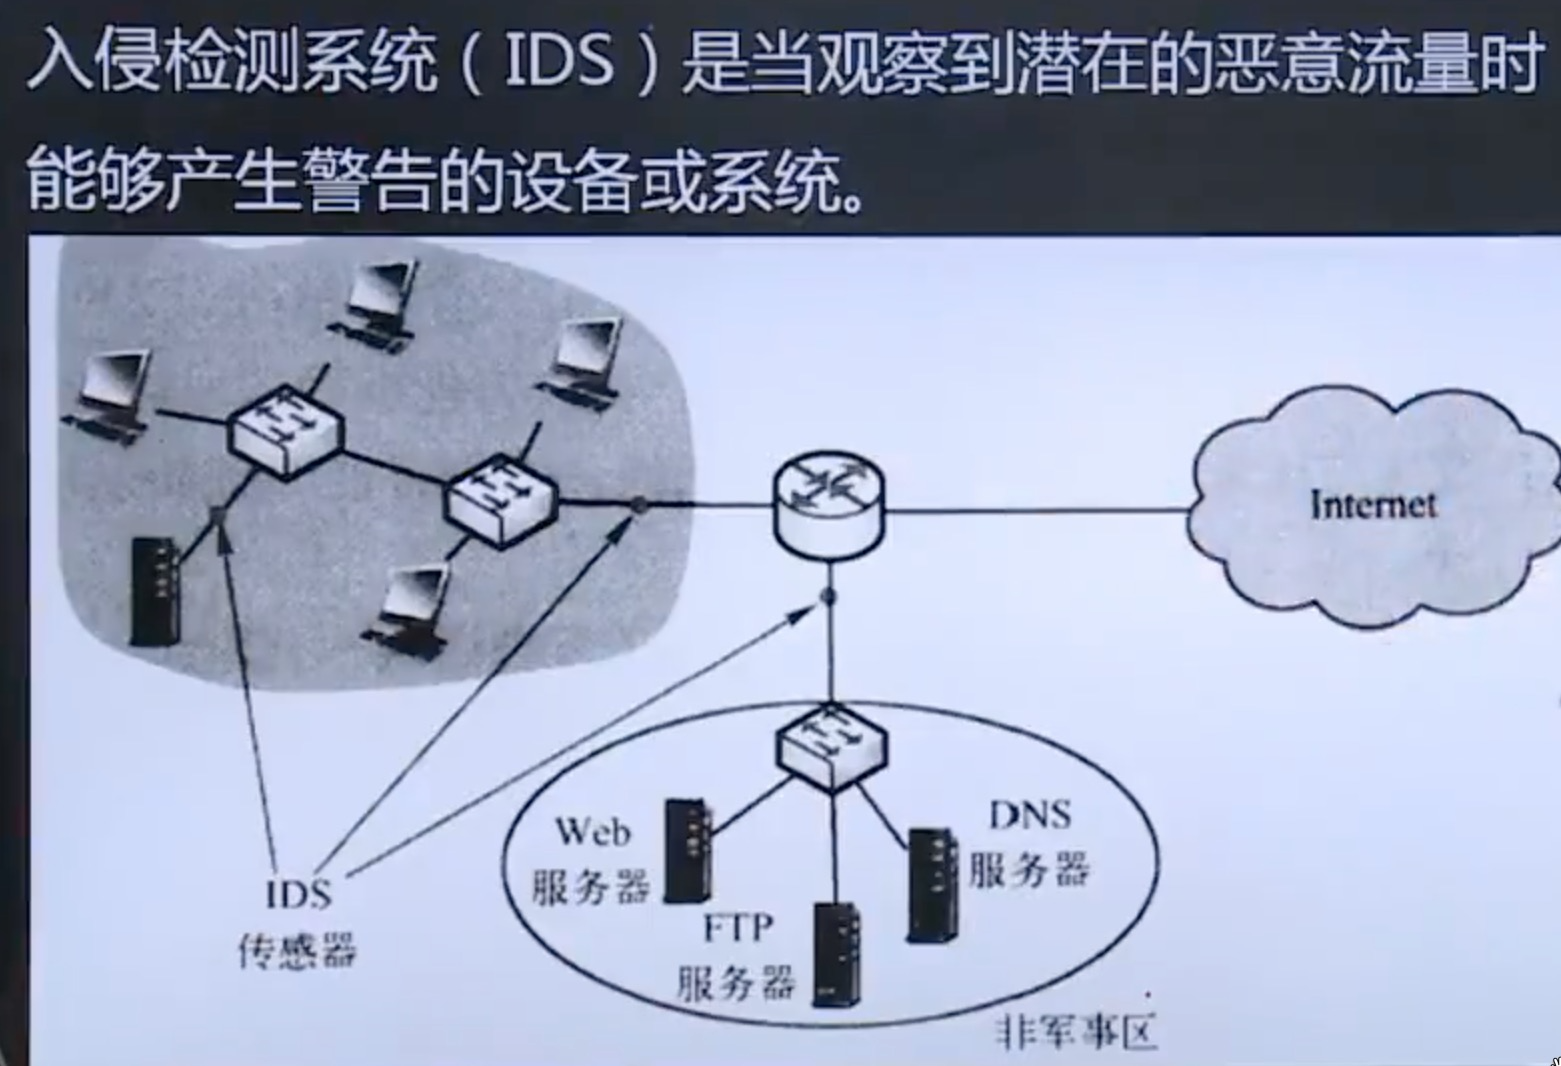 入侵检测系统（IDS）是当观察到潜在的恶意流量时
能够产生警告的设备或系统。
Internet
Web
服务器
DNS
服务器
FTP
服务器
IDS
传感器
非军事区